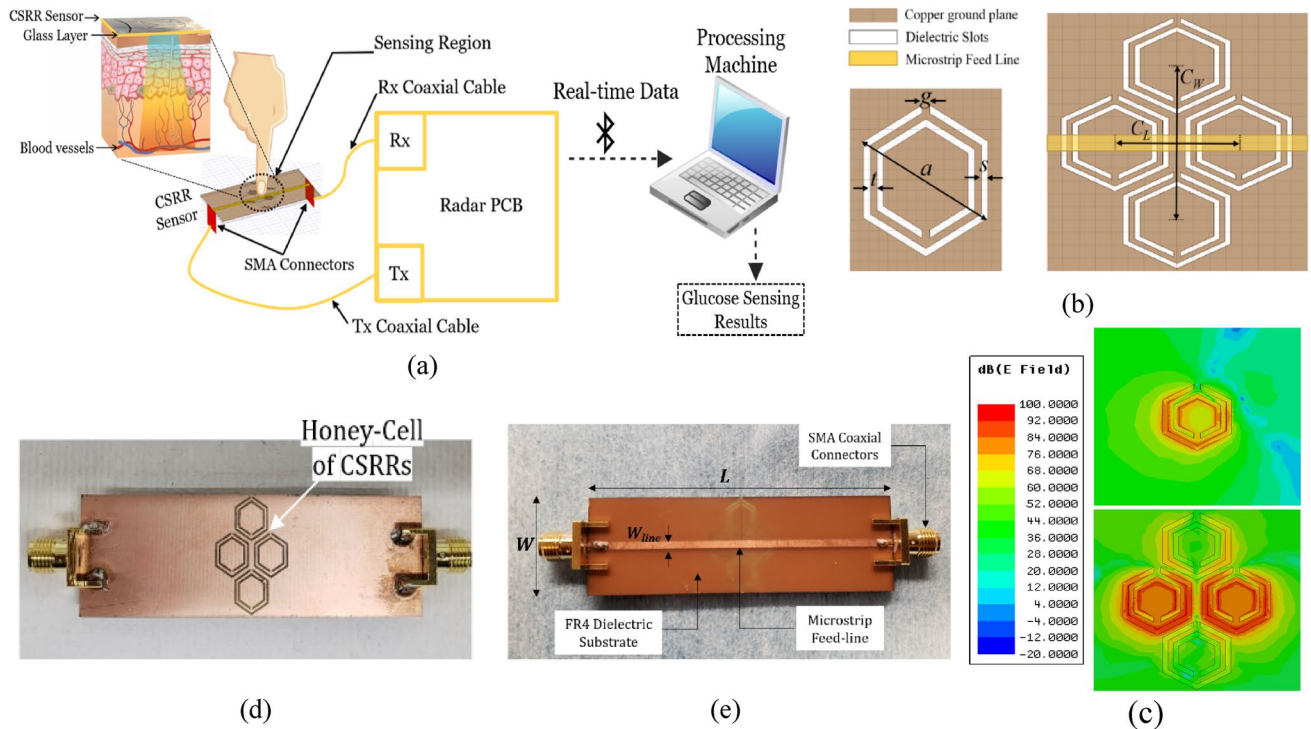 CSRR Sensor
Glass Layer
Blood vessels
Sensing Region
Rx Coaxial Cable
CSRR
Sensor
SMA Connectors
Tx Coaxial Cable
Rx
Radar PCB
Tx
Real-time Data
Processing
Machine
Glucose Sensing
Results
(a)
Copper ground plane
Dielectric Slots
Microstrip Feed Line
g
a
s
t
C_W
C_L
(b)
dB(E Field)
100.0000
92.0000
84.0000
76.0000
68.0000
60.0000
52.0000
44.0000
36.0000
28.0000
20.0000
12.0000
4.0000
-4.0000
-12.0000
-20.0000
(c)
Honey-Cell
of CSRRs
(d)
SMA Coaxial
Connectors
L
W
W_line
FR4 Dielectric
Substrate
Microstrip
Feed-line
(e)